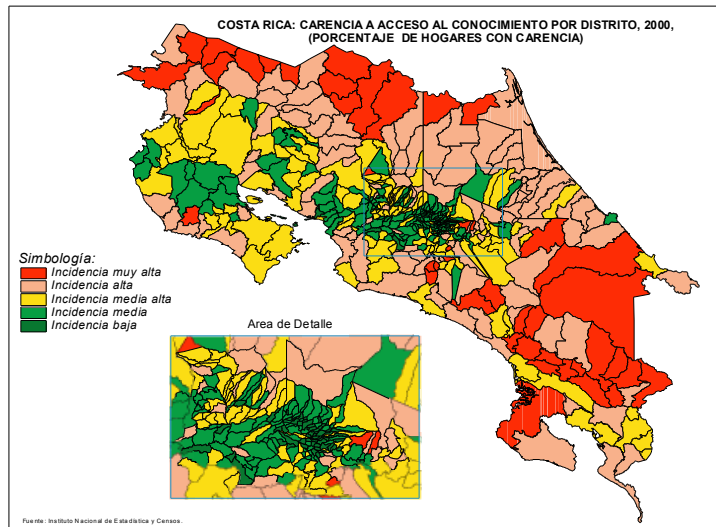 COSTA RICA: CARENCIA A ACCESO AL CONOCIMIENTO POR DISTRITO, 2000,
(PORCENTAJE DE HOGARES CON CARENCIA)
Simbología:
Incidencia muy alta
Incidencia alta
Incidencia media alta
Incidencia media
Incidencia baja
Area de Detalle
Fuente: Instituto Nacional de Estadística y Censos.